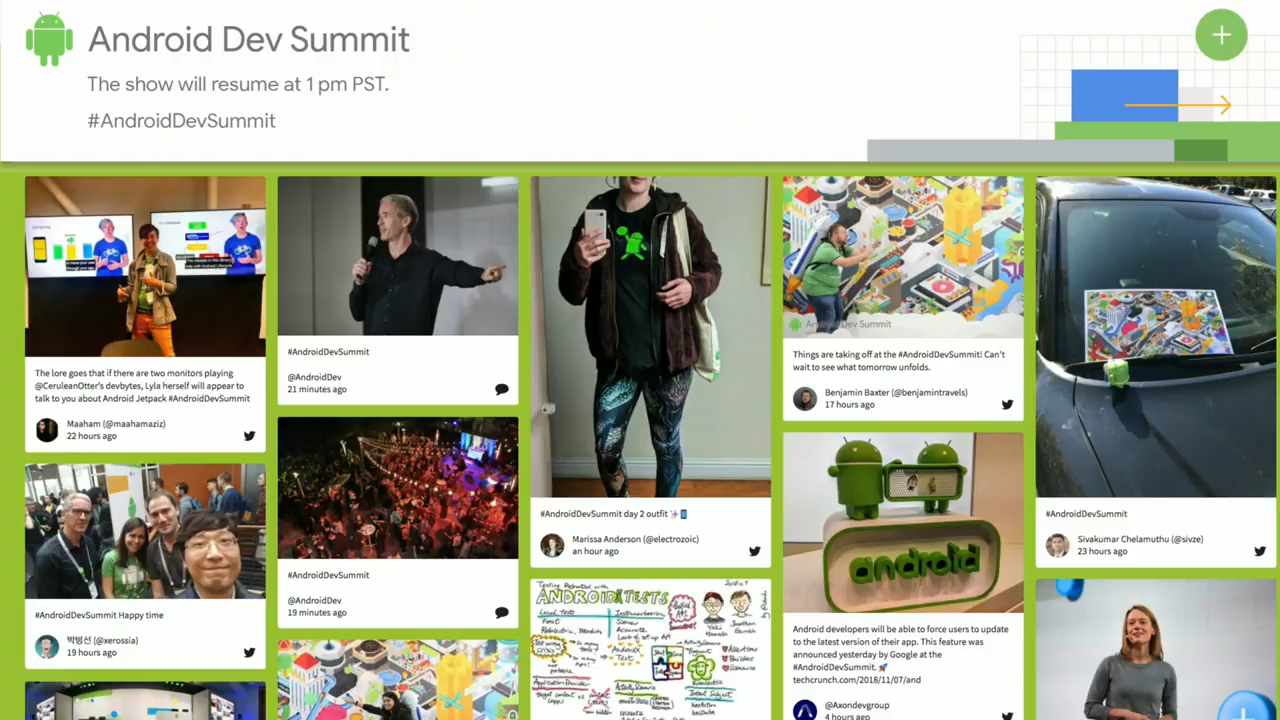 Android Dev Summit
The show will resume at 1 pm PST.
#AndroidDevSummit
The lore goes that if there are two monitors playing
@CeruleanOtter's devbytes, Lyla herself will appear to
talk to you about Android Jetpack #AndroidDevSummit
Maaham (@maahamaziz)
22 hours ago
#AndroidDevSummit Happy time
박병선 (@xerossia)
19 hours ago
#AndroidDevSummit
@AndroidDev
21 minutes ago
#AndroidDevSummit
@AndroidDev
19 minutes ago
#AndroidDevSummit day 2 outfit
Marissa Anderson (@electrozoic)
an hour ago
ANDROIDX TESTS
Local Tests
Android Dev Summit
Things are taking off at the #AndroidDevSummit! Can't
wait to see what tomorrow unfolds.
Benjamin Baxter (@benjamintravels)
17 hours ago
android
Android developers will be able to force users to update
to the latest version of their app. This feature was
announced yesterday by Google at the
#AndroidDevSummit.
techcrunch.com/2018/11/07/and
@Axondevgroup
4 hours ago
#AndroidDevSummit
Sivakumar Chelamuthu (@sivze)
23 hours ago